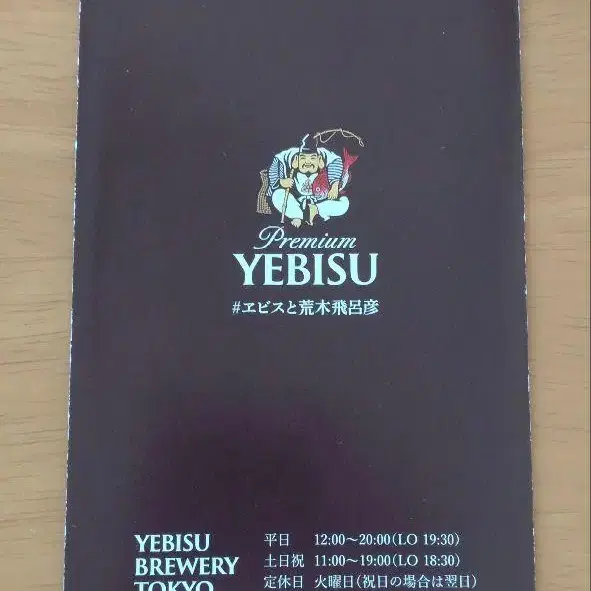 Premium
YEBISU
#ヱビスと荒木飛呂彦
YEBISU
BREWERY
TOKYO
平日 12:00〜20:00(LO 19:30)
土日祝 11:00〜19:00(LO 18:30)
定休日 火曜日(祝日の場合は翌日)